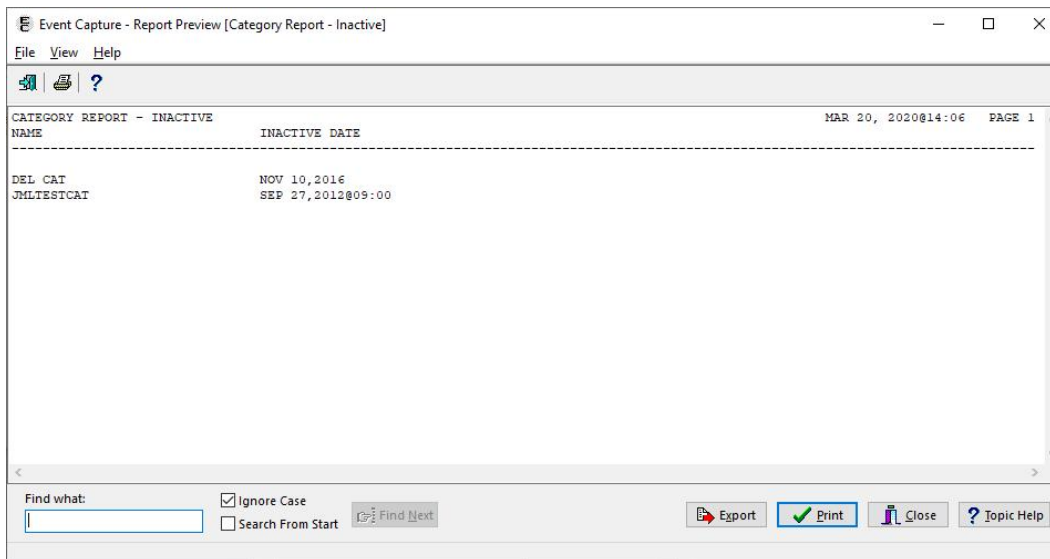 Event Capture - Report Preview [Category Report - Inactive]
File View Help
CATEGORY REPORT - INACTIVE MAR 20, 2020@14:06 PAGE 1
NAME INACTIVE DATE
DEL CAT NOV 10,2016
JMLTESTCAT SEP 27,2012@09:00
Find what:
Ignore Case
Search From Start
Find Next
Export
Print
Close
Topic Help